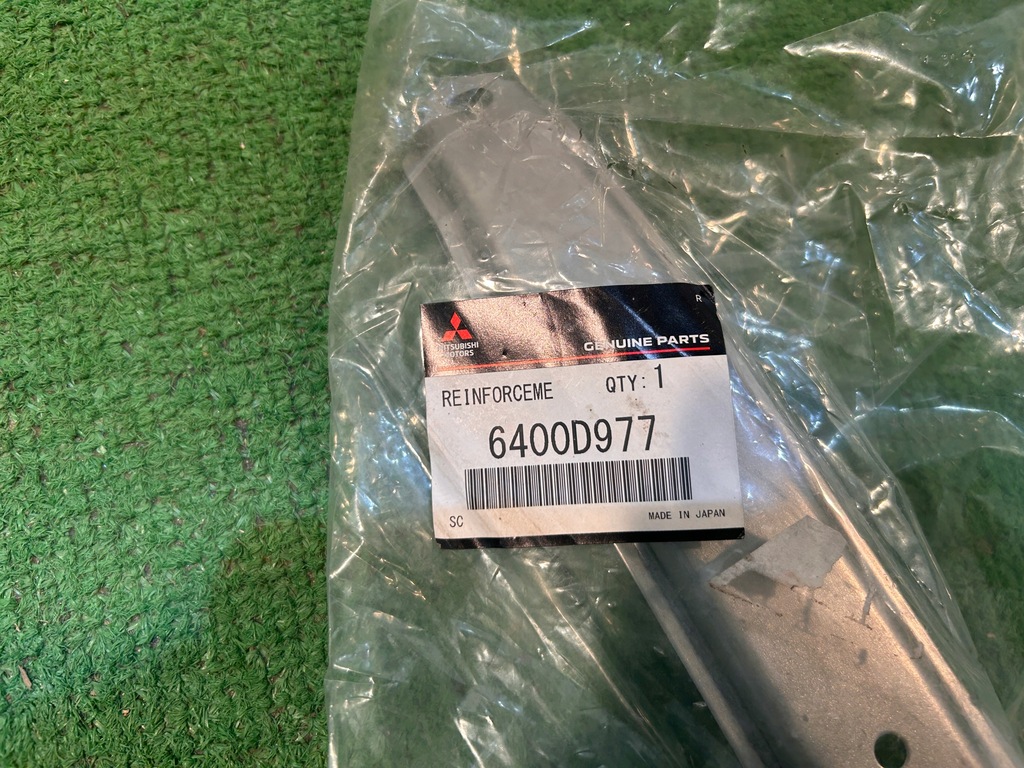 R
MITSUBISHI
MOTORS
GENUINE PARTS
REINFORCEME QTY: 1
6400D977
SC MADE IN JAPAN